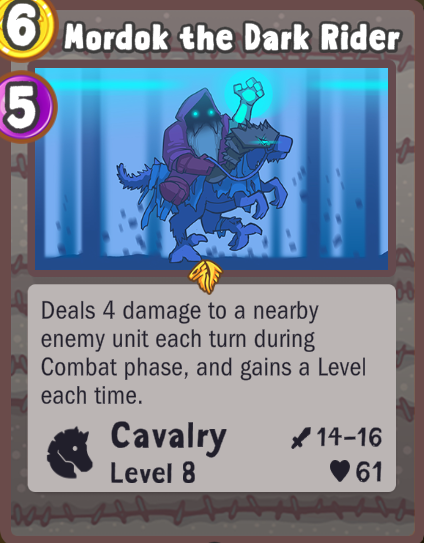 6
Mordok the Dark Rider
5
Deals 4 damage to a nearby
enemy unit each turn during
Combat phase, and gains a Level
each time.
Cavalry
14–16
Level 8
61